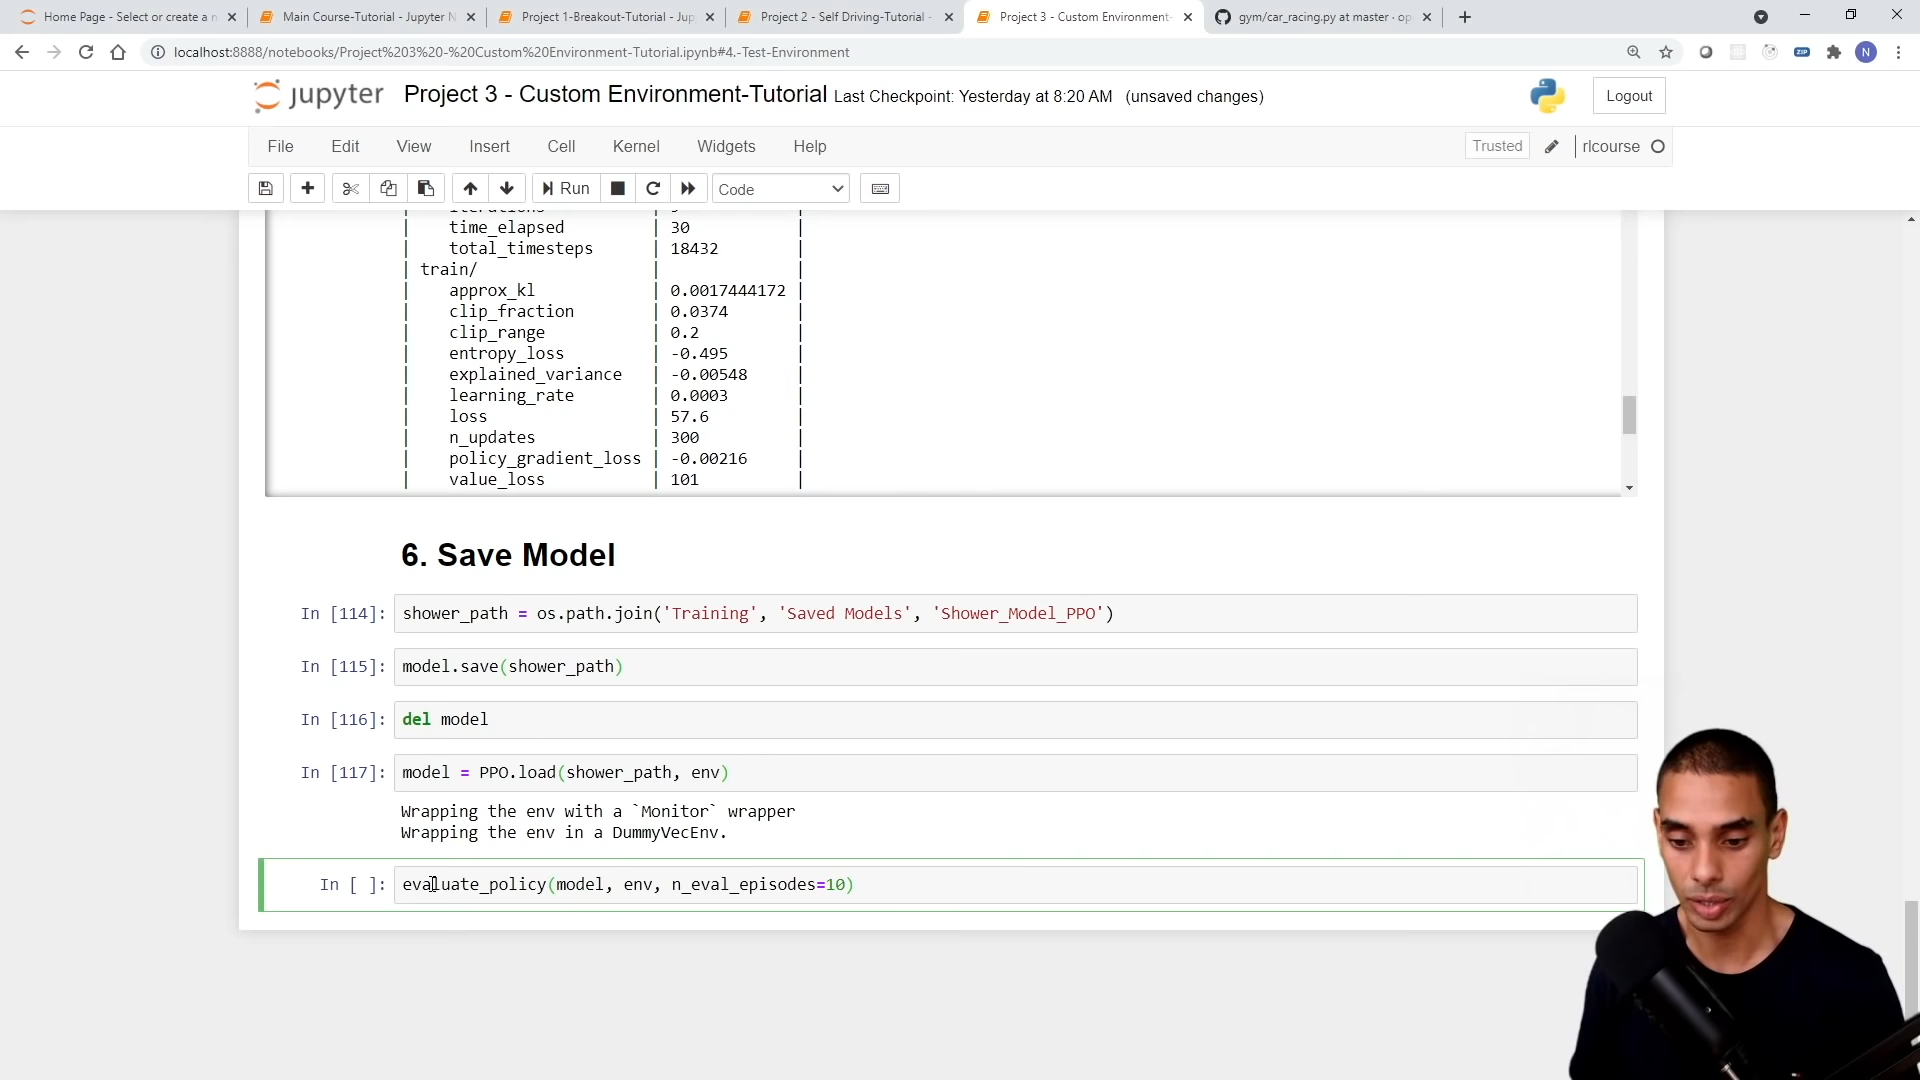 Home Page - Select or create a n
Main Course-Tutorial - Jupyter N
Project 1-Breakout-Tutorial - Jup
Project 2 - Self Driving-Tutorial -
Project 3 - Custom Environment-
gym/car_racing.py at master · op
localhost:8888/notebooks/Project%203%20-%20Custom%20Environment-Tutorial.ipynb#4.-Test-Environment
ZIP
N
jupyter Project 3 - Custom Environment-Tutorial Last Checkpoint: Yesterday at 8:20 AM (unsaved changes)
Logout
File Edit View Insert Cell Kernel Widgets Help
Trusted
rlcourse
Run
Code
| time_elapsed | 30 |
| total_timesteps | 18432 |
| train/ | |
| approx_kl | 0.0017444172 |
| clip_fraction | 0.0374 |
| clip_range | 0.2 |
| entropy_loss | -0.495 |
| explained_variance | -0.00548 |
| learning_rate | 0.0003 |
| loss | 57.6 |
| n_updates | 300 |
| policy_gradient_loss | -0.00216 |
| value_loss | 101 |
6. Save Model
In [114]: shower_path = os.path.join('Training', 'Saved Models', 'Shower_Model_PPO')
In [115]: model.save(shower_path)
In [116]: del model
In [117]: model = PPO.load(shower_path, env)
Wrapping the env with a `Monitor` wrapper
Wrapping the env in a DummyVecEnv.
In [ ]: evaluate_policy(model, env, n_eval_episodes=10)